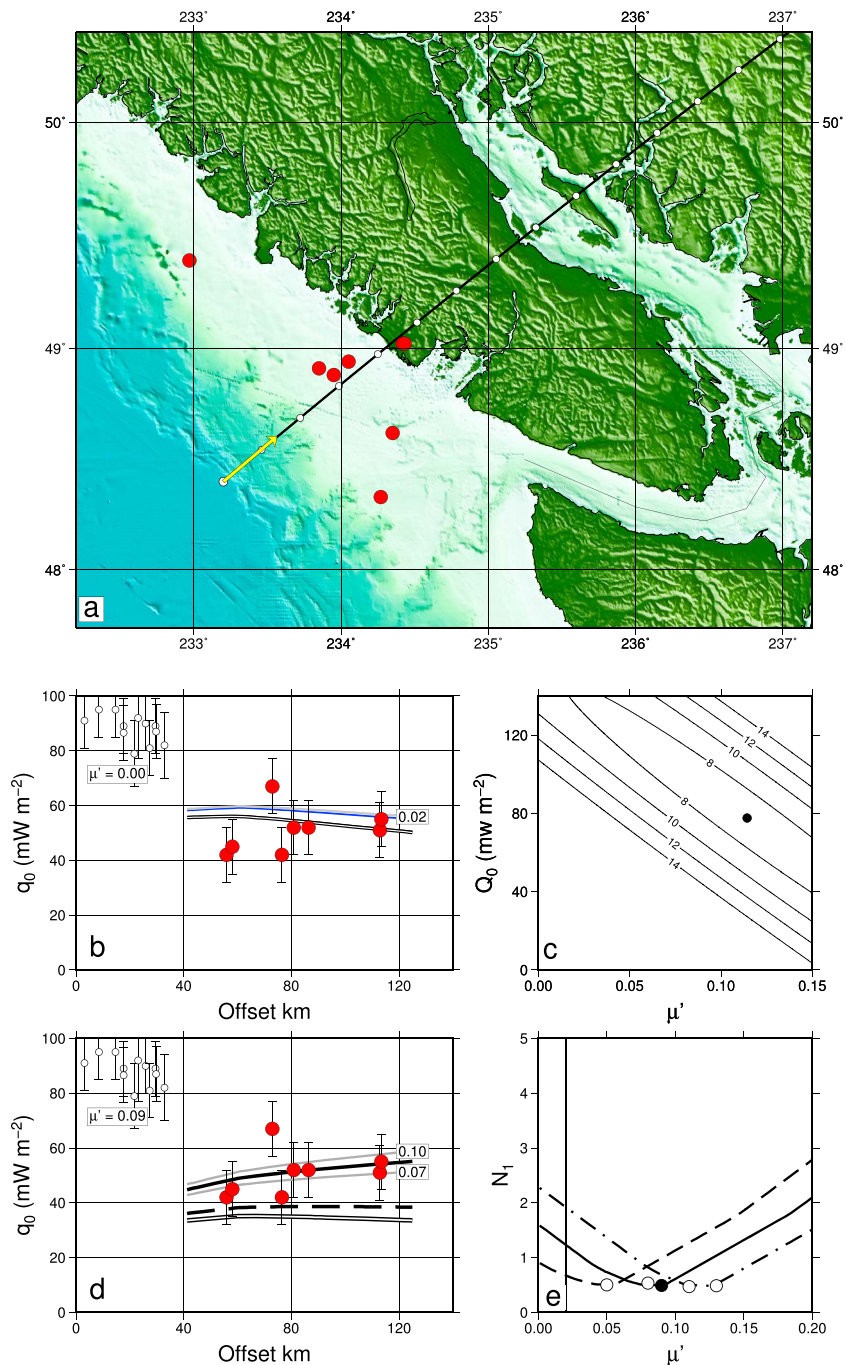 233˚ 234˚ 235˚ 236˚ 237˚
50˚ 50˚
49˚ 49˚
48˚ 48˚
a
233˚ 234˚ 235˚ 236˚ 237˚
100
80
60
40
20
0
q0 (mW m−2)
μ' = 0.00
0.02
b
0 40 80 120
Offset km
120
80
40
0
Q0 (mw m−2)
14
12
10
8
8
10
12
14
c
0.00 0.05 0.10 0.15
μ'
100
80
60
40
20
0
q0 (mW m−2)
μ' = 0.09
0.10
0.07
d
0 40 80 120
Offset km
5
4
3
2
1
0
N1
e
0.00 0.05 0.10 0.15 0.20
μ'